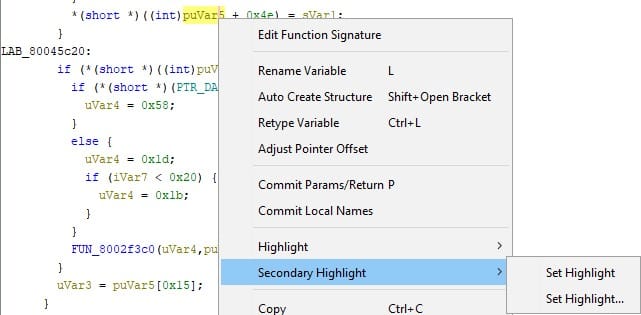 *(short *)((int)puVar5 + 0x4e) = sVar1;
}
LAB_80045c20:
if (*(short *)((int)puV
if (*(short *)(PTR_DA
uVar4 = 0x58;
}
else {
uVar4 = 0x1d;
if (iVar7 < 0x20) {
uVar4 = 0x1b;
}
}
FUN_8002f3c0(uVar4,pu
}
uVar3 = puVar5[0x15];
}
Edit Function Signature
Rename Variable L
Auto Create Structure Shift+Open Bracket
Retype Variable Ctrl+L
Adjust Pointer Offset
Commit Params/Return P
Commit Local Names
Highlight >
Secondary Highlight >
Copy Ctrl+C
Set Highlight
Set Highlight...